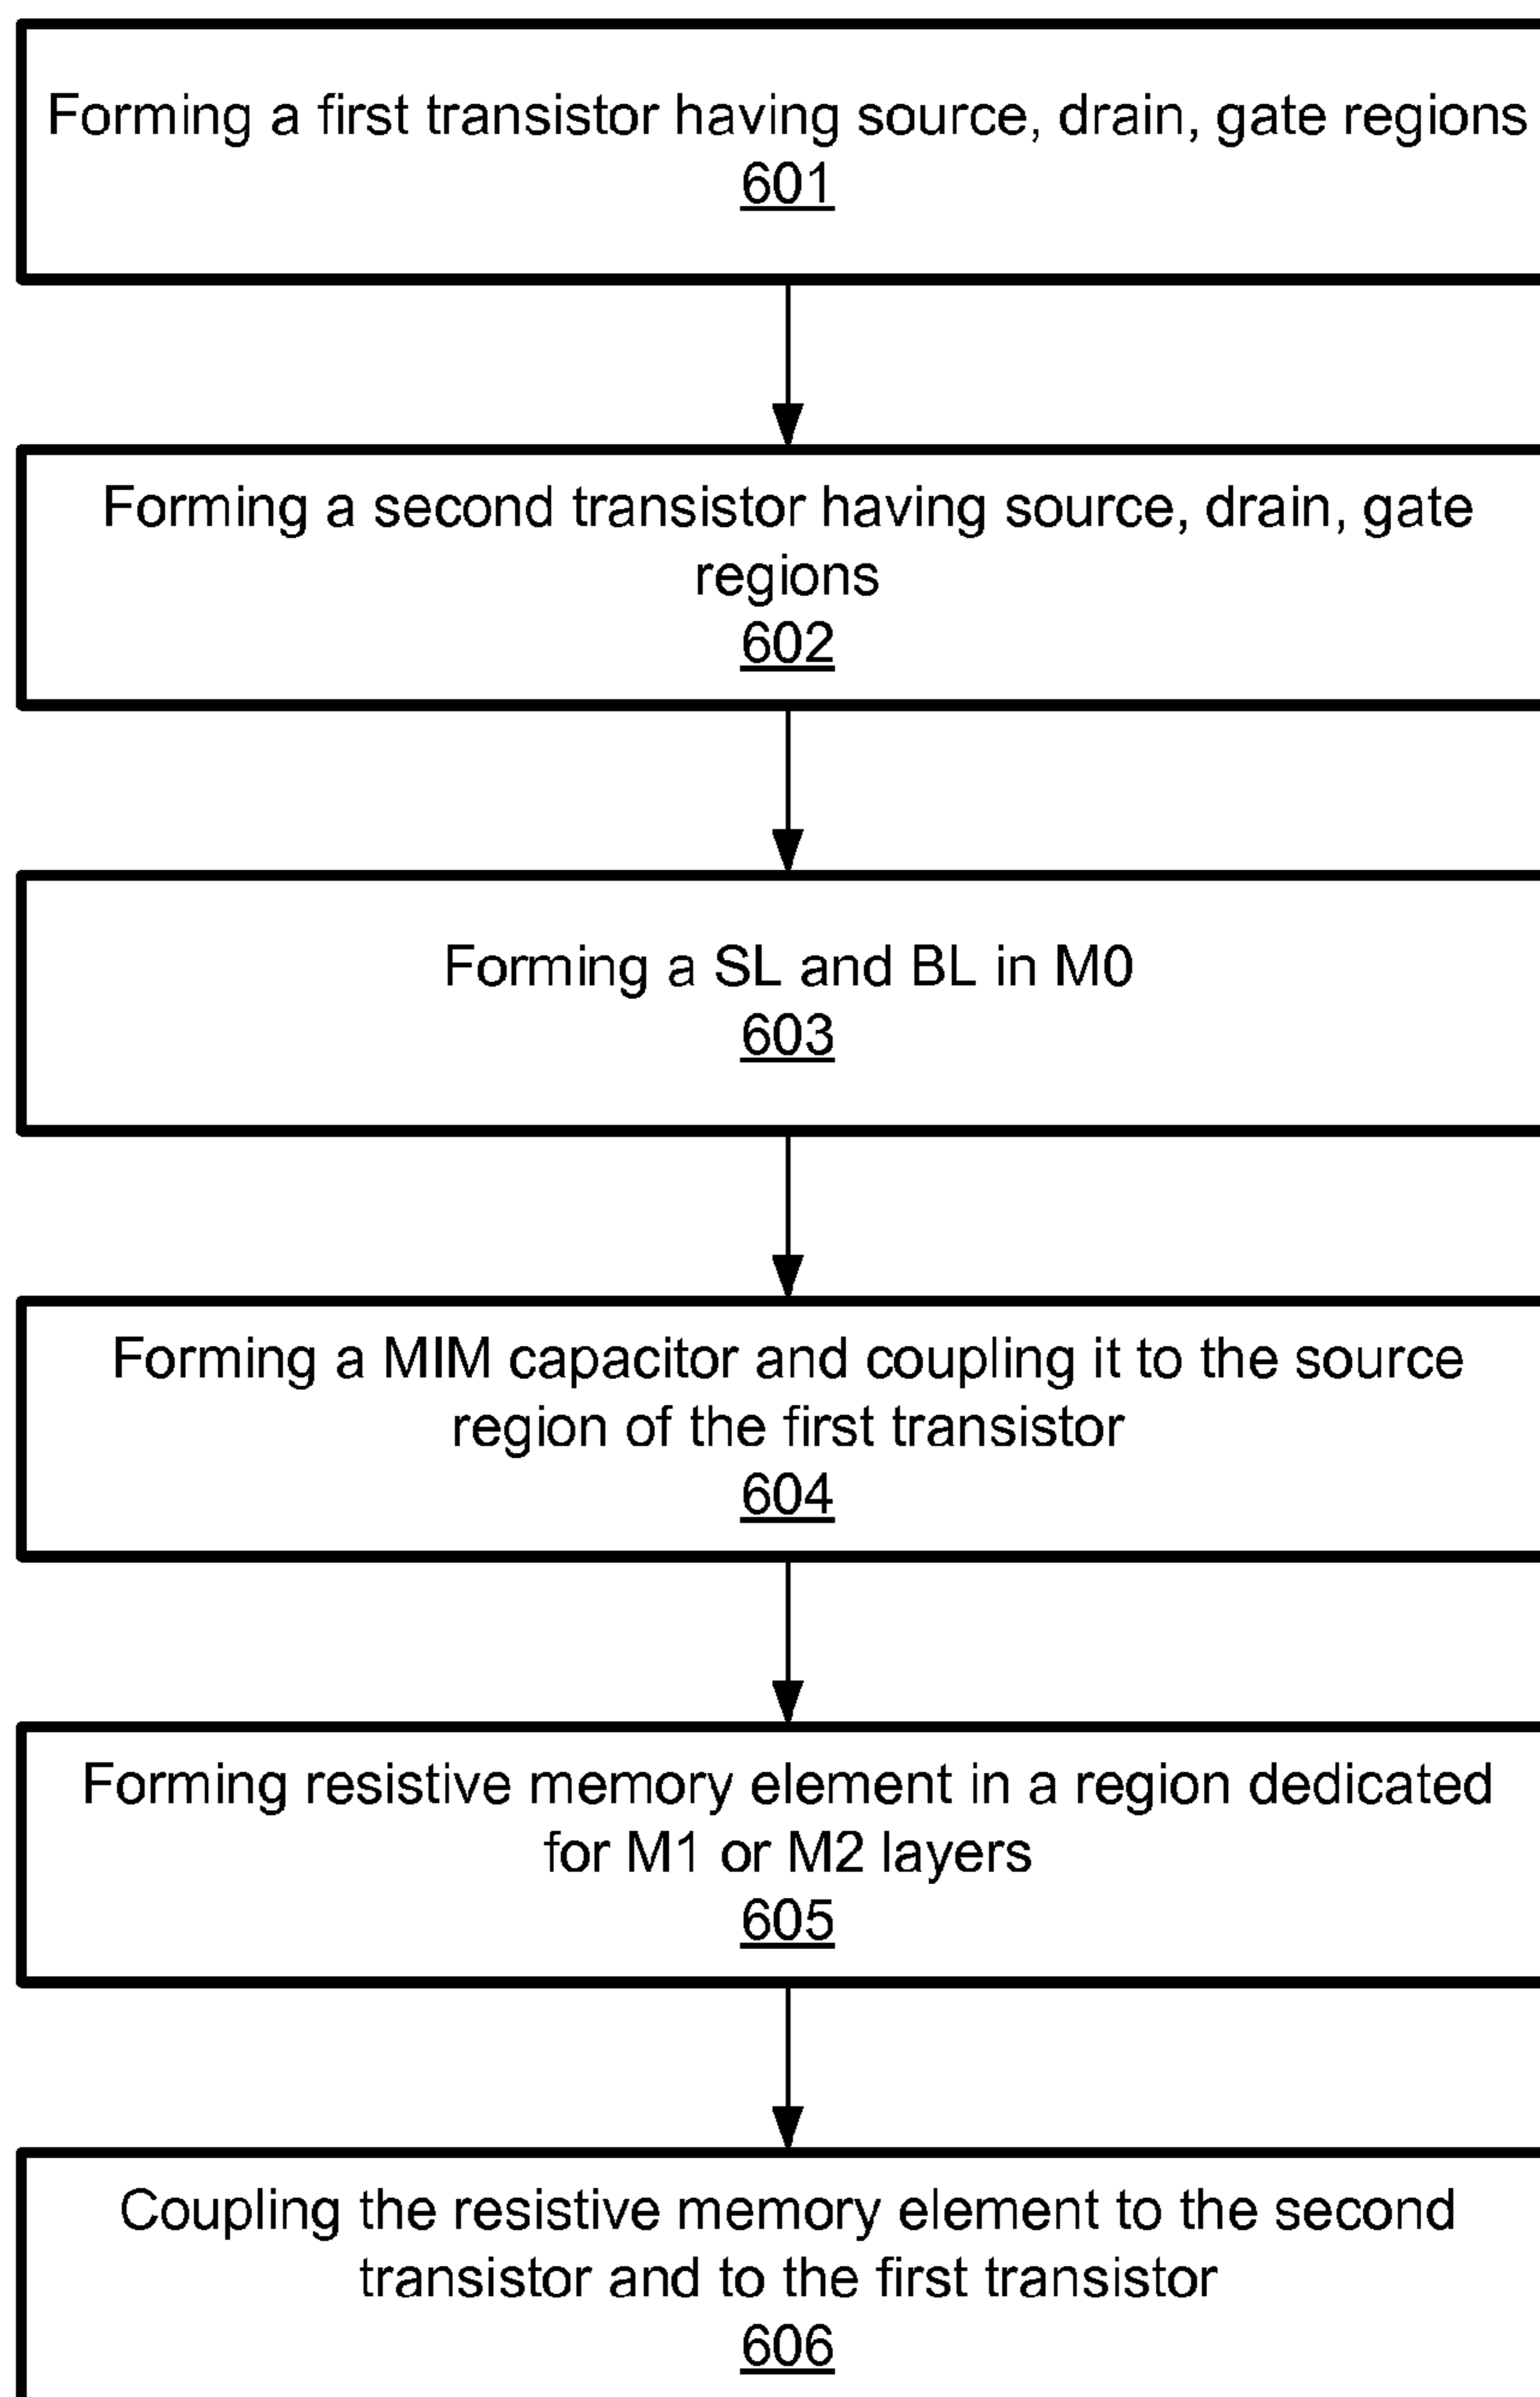 Forming a first transistor having source, drain, gate regions
601
Forming a second transistor having source, drain, gate
regions
602
Forming a SL and BL in M0
603
Forming a MIM capacitor and coupling it to the source
region of the first transistor
604
Forming resistive memory element in a region dedicated
for M1 or M2 layers
605
Coupling the resistive memory element to the second
transistor and to the first transistor
606